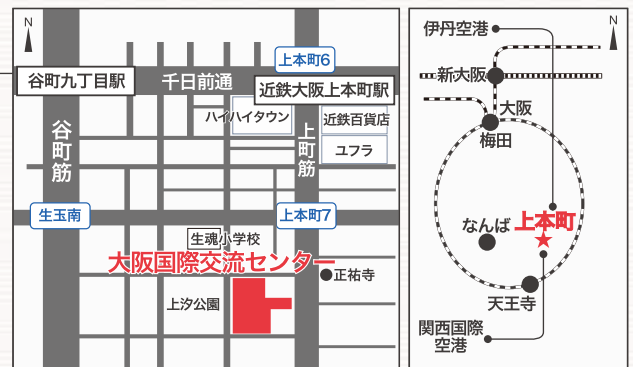 N
上本町6
谷町九丁目駅
千日前通
近鉄大阪上本町駅
ハイハイタウン
近鉄百貨店
谷町筋
上町筋
ユフラ
生玉南
上本町7
生魂小学校
大阪国際交流センター
正祐寺
上汐公園
N
伊丹空港
新大阪
大阪
梅田
なんば
上本町
天王寺
関西国際
空港